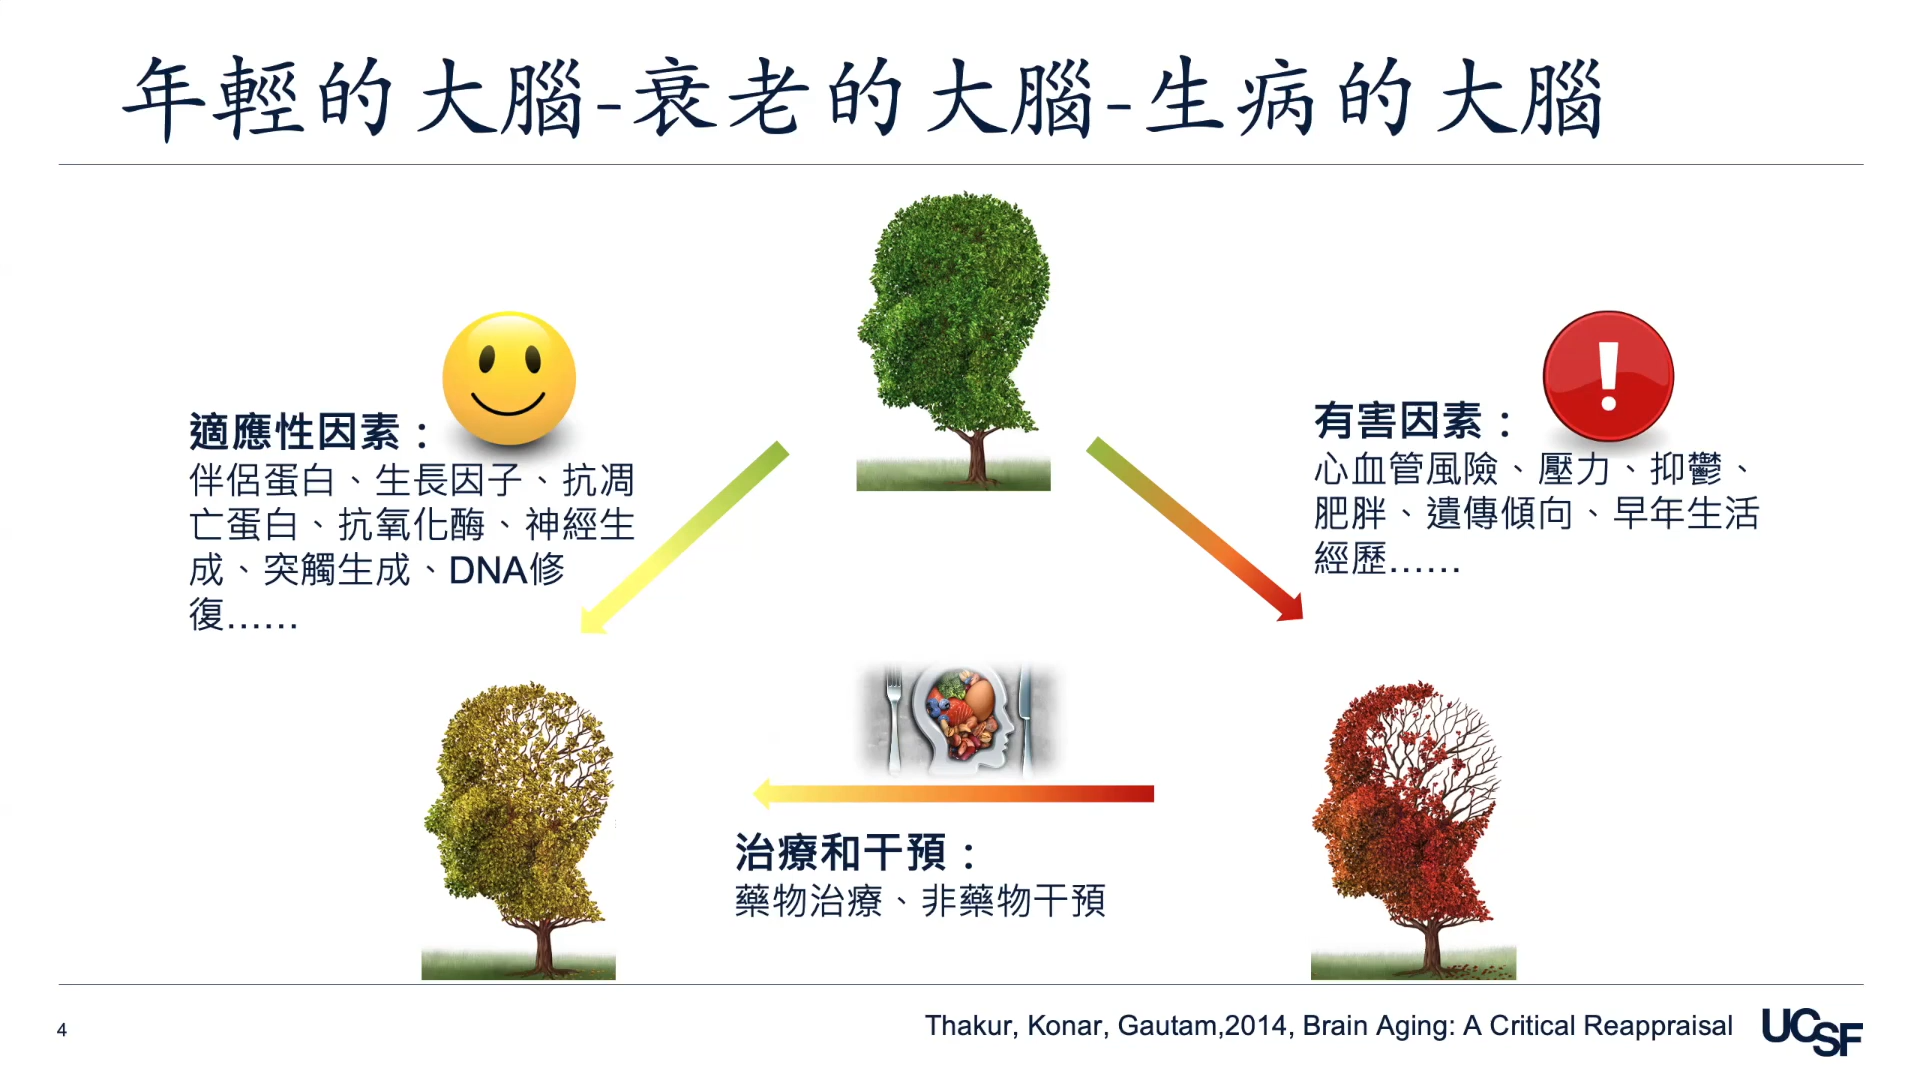 年輕的大腦-衰老的大腦-生病的大腦
適應性因素：
伴侶蛋白、生長因子、抗凋
亡蛋白、抗氧化酶、神經生
成、突觸生成、DNA修
復……
有害因素：
心血管風險、壓力、抑鬱、
肥胖、遺傳傾向、早年生活
經歷……
治療和干預：
藥物治療、非藥物干預
4
Thakur, Konar, Gautam,2014, Brain Aging: A Critical Reappraisal
UCSF